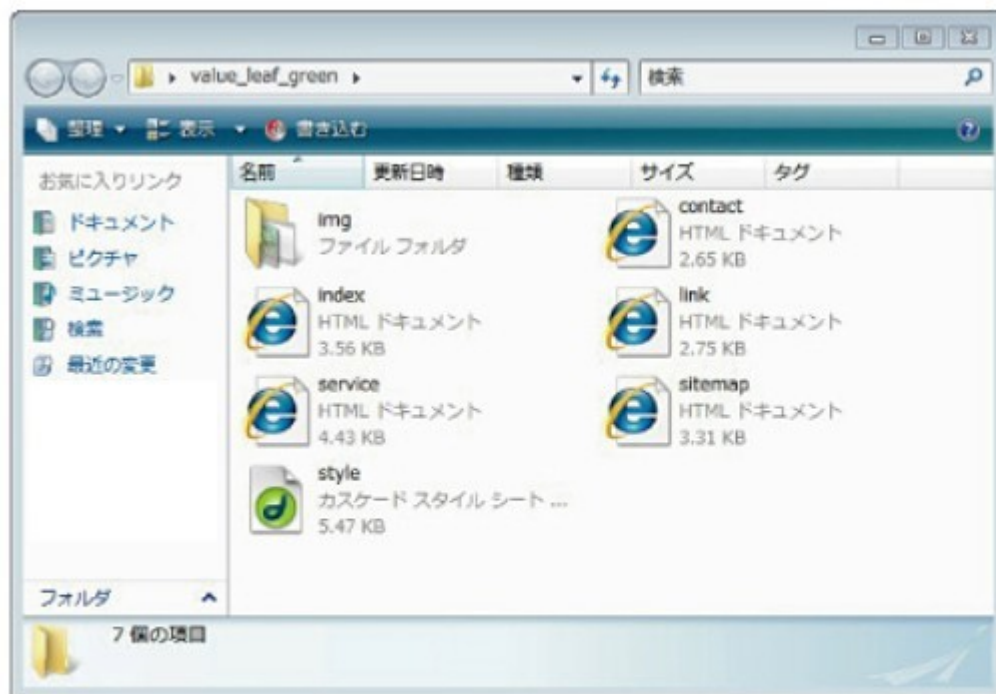 value_leaf_green
検索
整理
表示
書き込む
お気に入りリンク
ドキュメント
ピクチャ
ミュージック
検索
最近の変更
フォルダ
名前
更新日時
種類
サイズ
タグ
img
ファイル フォルダ
contact
HTML ドキュメント
2.65 KB
index
HTML ドキュメント
3.56 KB
link
HTML ドキュメント
2.75 KB
service
HTML ドキュメント
4.43 KB
sitemap
HTML ドキュメント
3.31 KB
style
カスケード スタイル シート ...
5.47 KB
7 個の項目